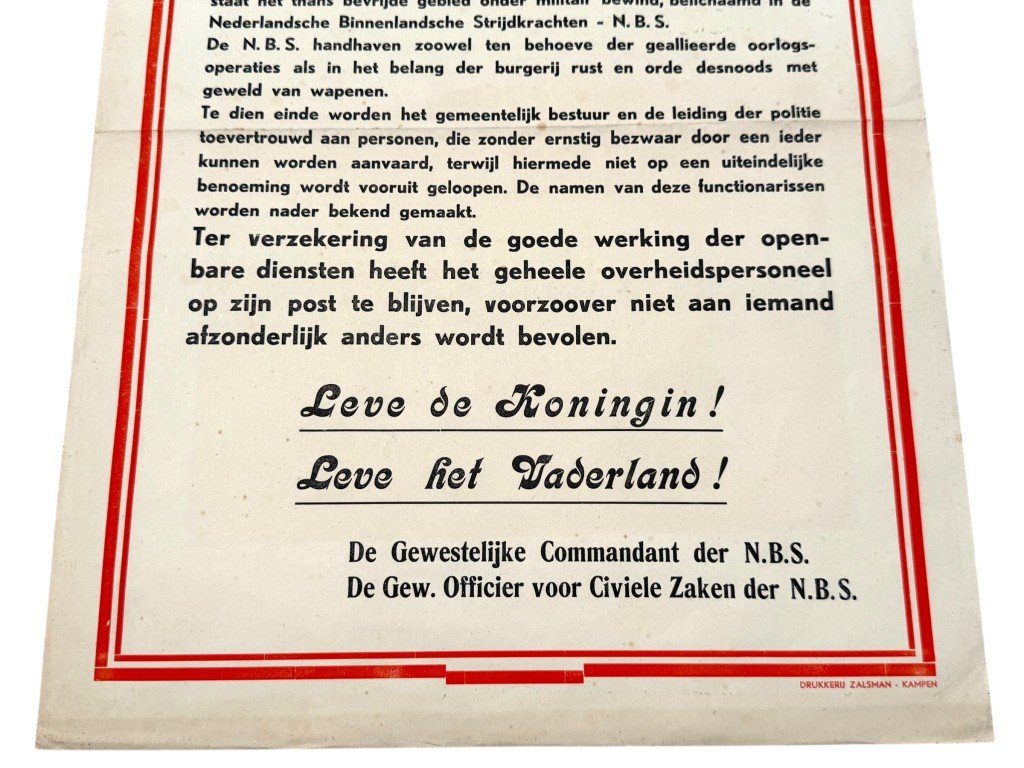 staat het thans bevrijde gebied onder militair bewind, belichaamd in de
Nederlandsche Binnenlandsche Strijdkrachten - N.B.S.
De N.B.S. handhaven zoowel ten behoeve der geallieerde oorlogs-
operaties als in het belang der burgerij rust en orde desnoods met
geweld van wapenen.
Te dien einde worden het gemeentelijk bestuur en de leiding der politie
toevertrouwd aan personen, die zonder ernstig bezwaar door een ieder
kunnen worden aanvaard, terwijl hiermede niet op een uiteindelijke
benoeming wordt vooruit geloopen. De namen van deze functionarissen
worden nader bekend gemaakt.
Ter verzekering van de goede werking der open-
bare diensten heeft het geheele overheidspersoneel
op zijn post te blijven, voorzoover niet aan iemand
afzonderlijk anders wordt bevolen.
Leve de Koningin!
Leve het Vaderland!
De Gewestelijke Commandant der N.B.S.
De Gew. Officier voor Civiele Zaken der N.B.S.
DRUKKERIJ ZALSMAN - KAMPEN